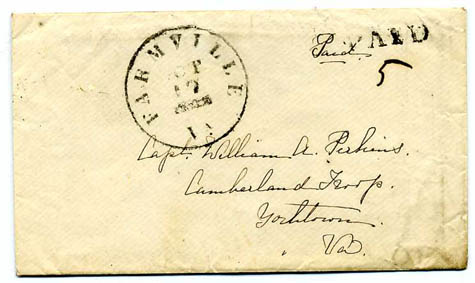 FARMVILLE
VA
Paid
PAID
5
Capt. William A. Perkins.
Cumberland Troop.
Yorktown.
Va.